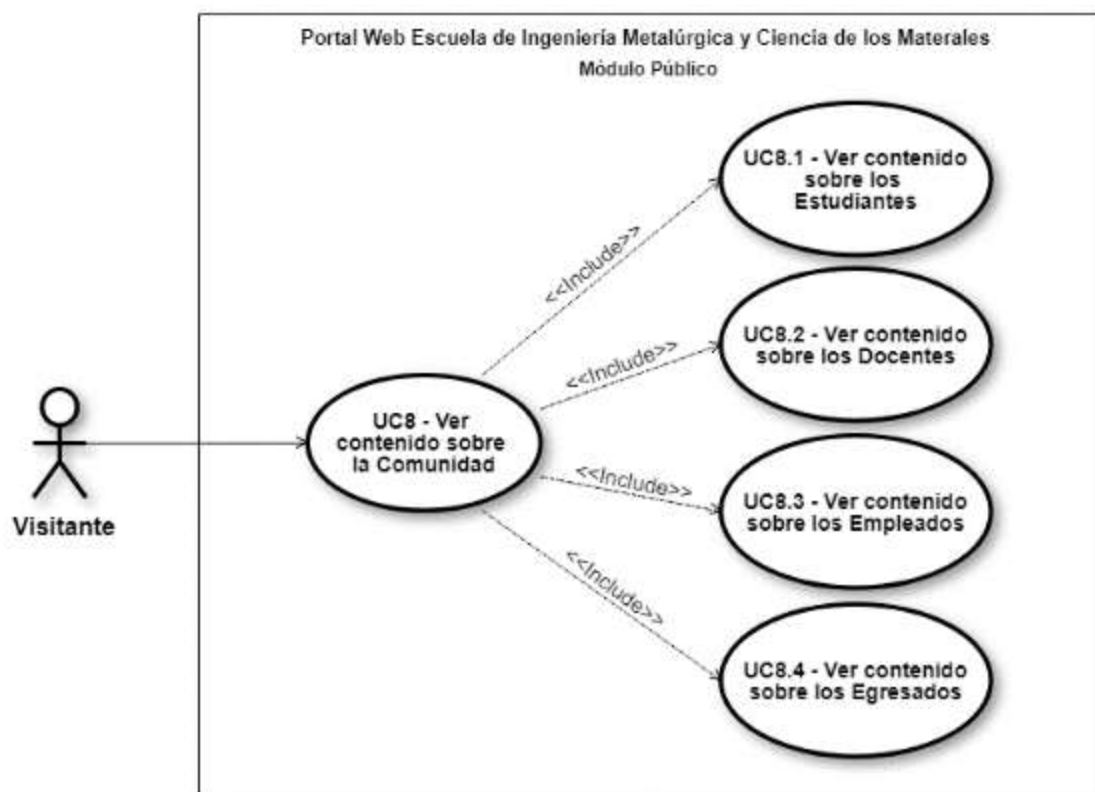 Portal Web Escuela de Ingeniería Metalúrgica y Ciencia de los Materales
Módulo Público
UC8.1 - Ver contenido
sobre los
Estudiantes
<<Include>>
UC8.2 - Ver contenido
sobre los Docentes
<<Include>>
UC8 - Ver
contenido sobre
la Comunidad
<<Include>>
UC8.3 - Ver contenido
sobre los Empleados
Visitante
<<Include>>
UC8.4 - Ver contenido
sobre los Egresados